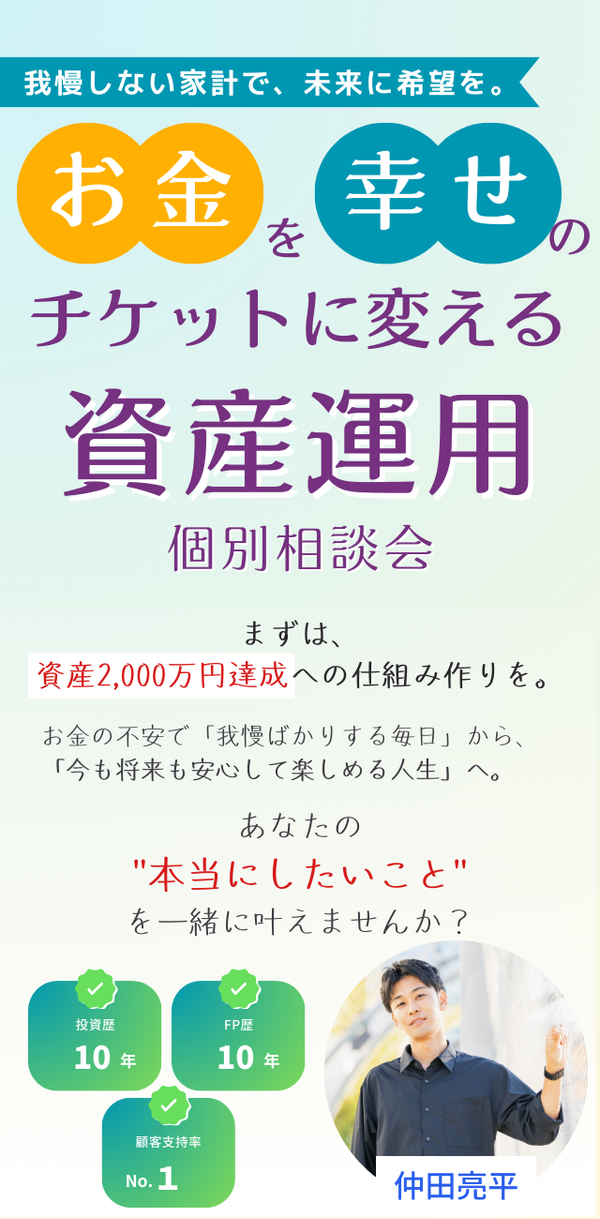 我慢しない家計で、未来に希望を。
お金を幸せの
チケットに変える
資産運用
個別相談会
まずは、
資産2,000万円達成への仕組み作りを。
お金の不安で「我慢ばかりする毎日」から、
「今も将来も安心して楽しめる人生」へ。
あなたの
"本当にしたいこと"
を一緒に叶えませんか？
投資歴
10 年
FP歴
10 年
顧客支持率
No.1
仲田亮平